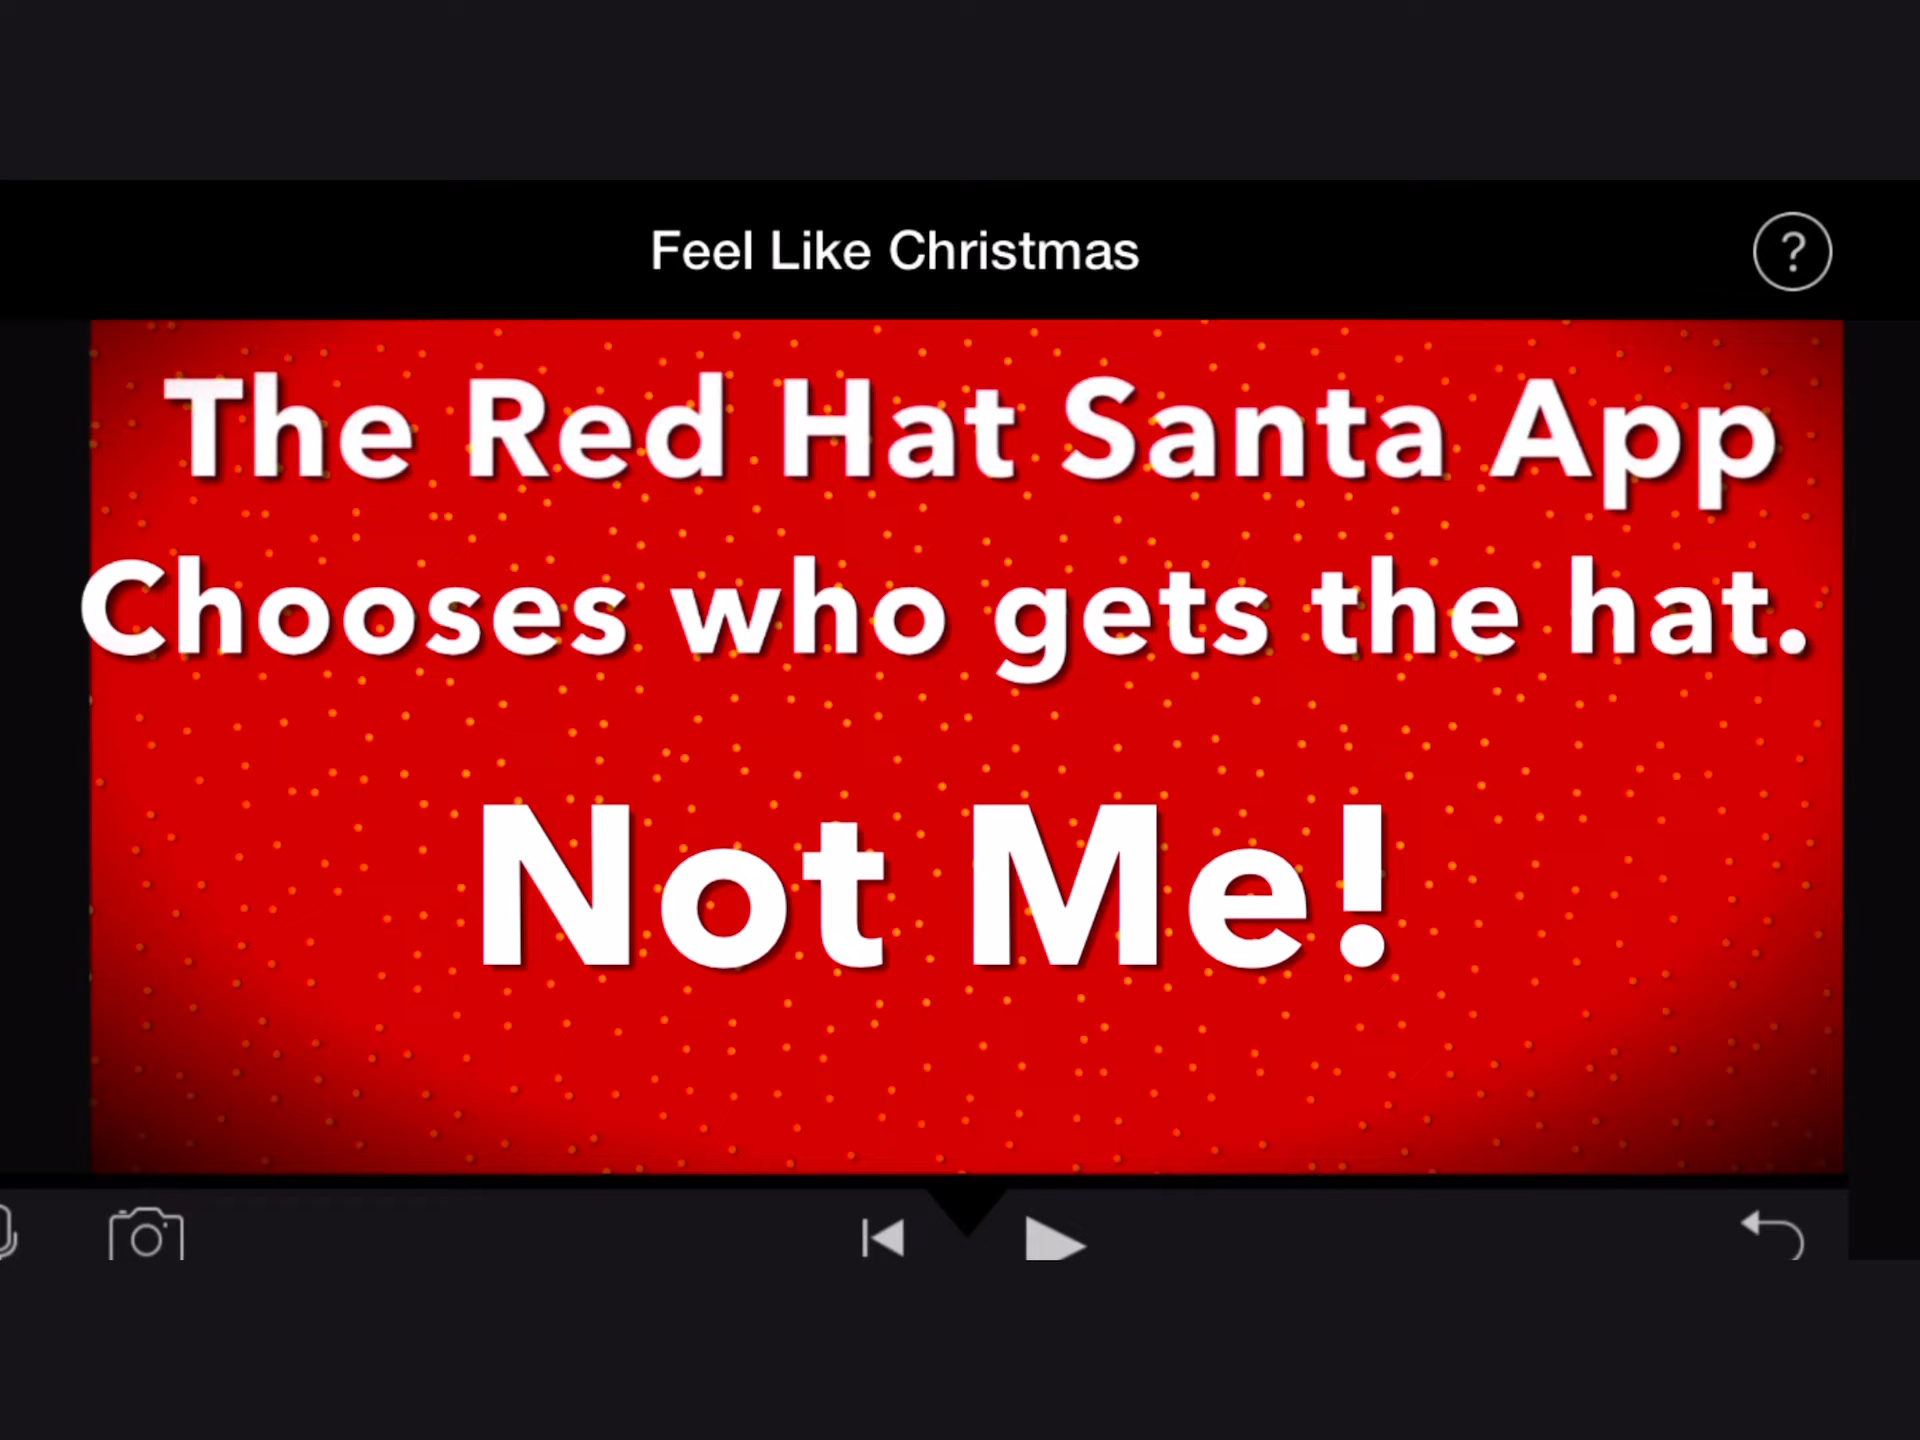 Feel Like Christmas
?
The Red Hat Santa App
Chooses who gets the hat.
Not Me!